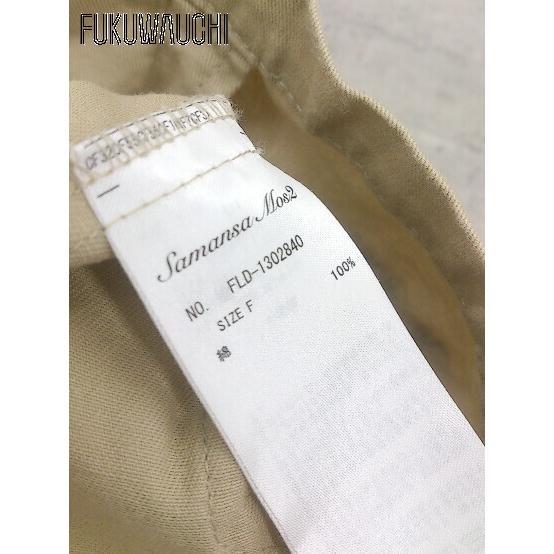 FUKUWAUCHI
Samansa Mos2
NO. FLD-1302840
SIZE F
綿 100%